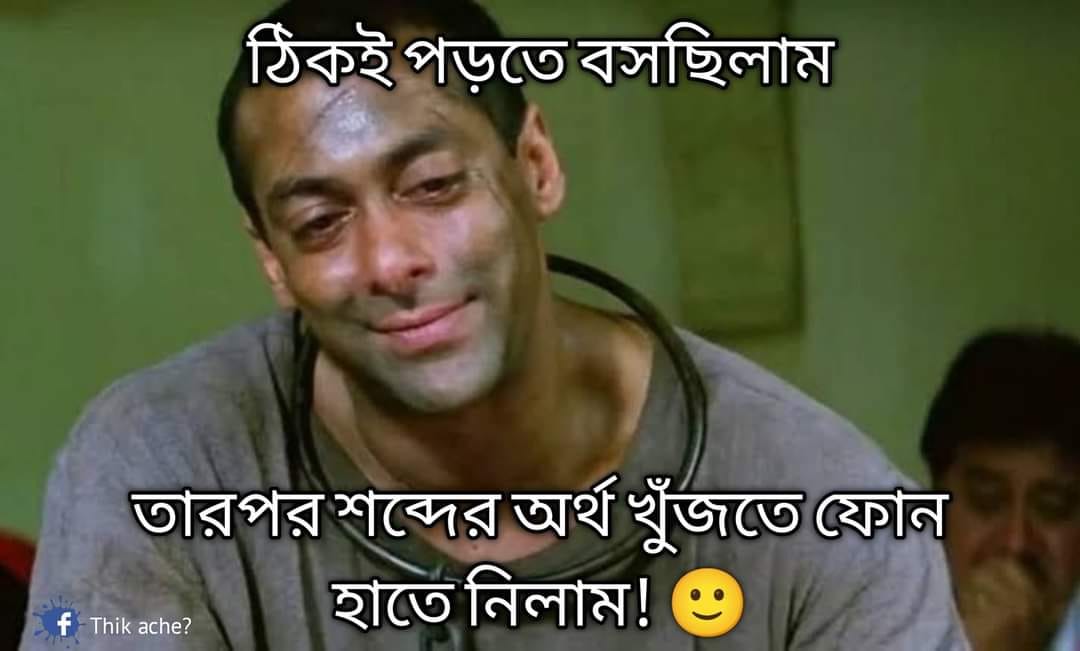 ঠিকই পড়তে বসছিলাম
তারপর শব্দের অর্থ খুঁজতে ফোন
হাতে নিলাম! 🙂
f Thik ache?